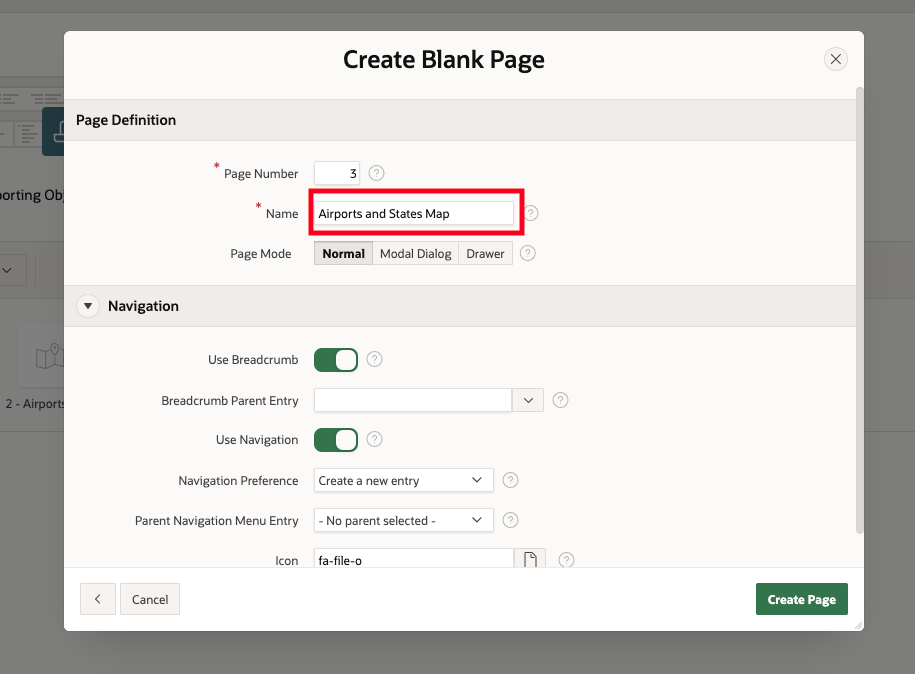 Create Blank Page
Page Definition
* Page Number 3 ?
porting Obj
* Name Airports and States Map ?
Page Mode Normal Modal Dialog Drawer ?
Navigation
Use Breadcrumb ?
Breadcrumb Parent Entry ?
2 - Airports
Use Navigation ?
Navigation Preference Create a new entry ?
Parent Navigation Menu Entry - No parent selected - ?
Icon fa-file-o ?
Cancel Create Page